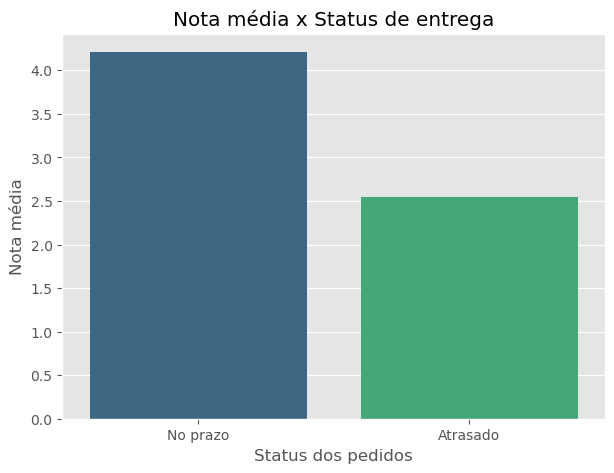 Nota média x Status de entrega
Nota média
4.0
3.5
3.0
2.5
2.0
1.5
1.0
0.5
0.0
No prazo
Atrasado
Status dos pedidos